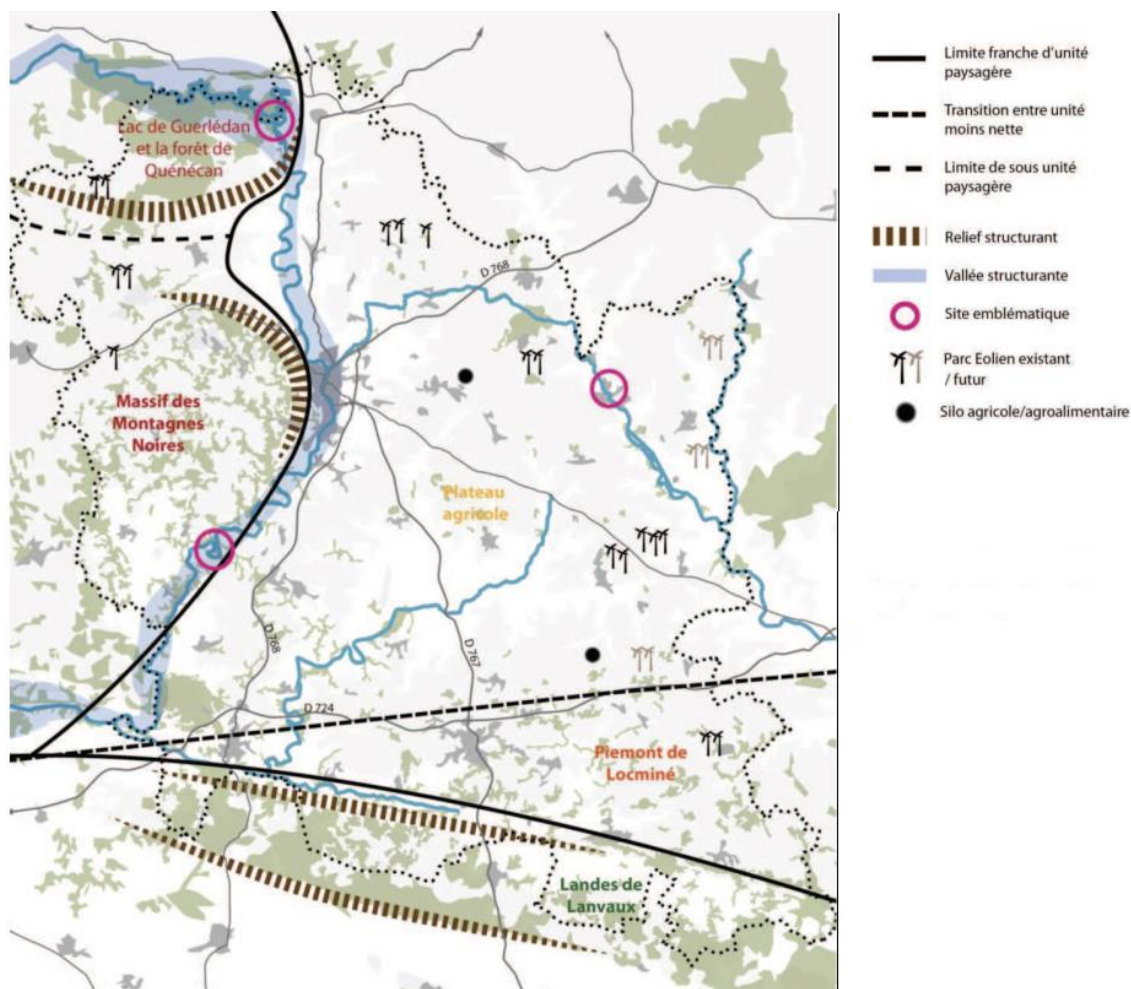 Lac de Guerlédan
et la forêt de
Quénécan
D 768
Massif des
Montagnes
Noires
Plateau
agricole
D 768
D 767
D 724
Piemont de
Locminé
Landes de
Lanvaux
Limite franche d'unité
paysagère
Transition entre unité
moins nette
Limite de sous unité
paysagère
Relief structurant
Vallée structurante
Site emblématique
Parc Eolien existant
/ futur
Silo agricole/agroalimentaire